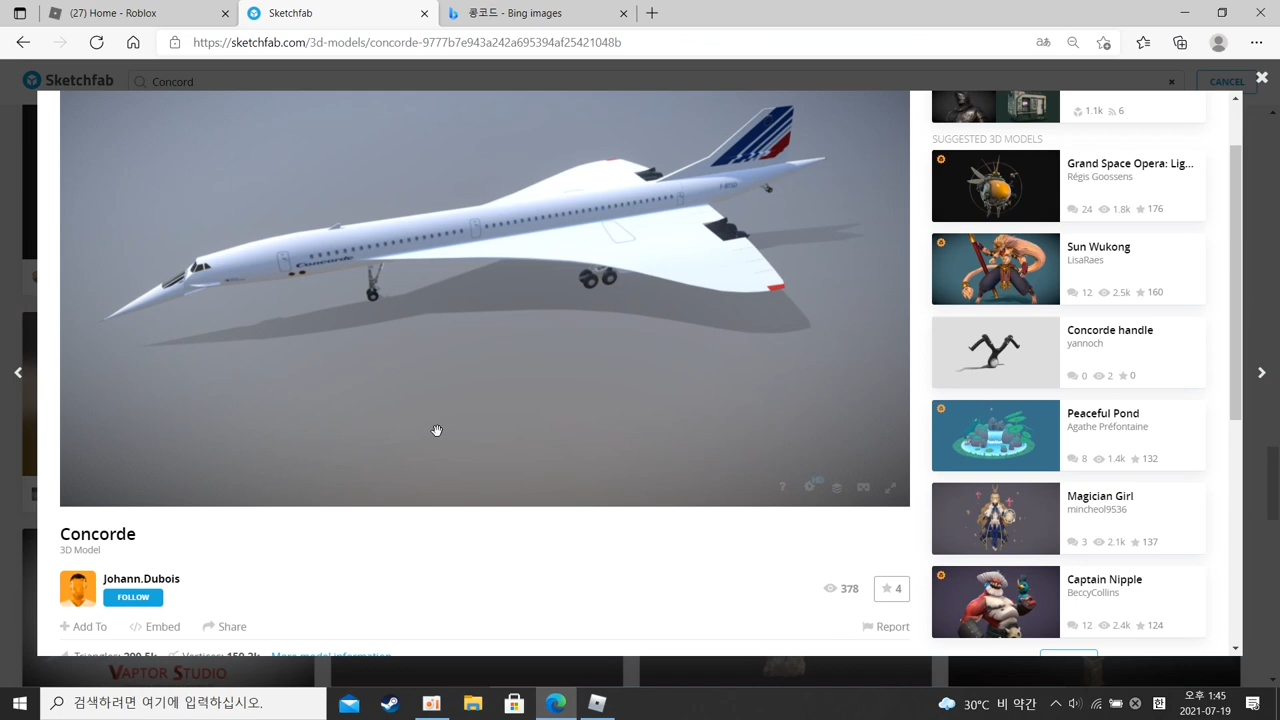 (27) Home - Roblox
Sketchfab
콩코드 - Bing images
https://sketchfab.com/3d-models/concorde-9777b7e943a242a695394af25421048b
Sketchfab
Concord
CANCEL
Concorde
1.1k 6
SUGGESTED 3D MODELS
Grand Space Opera: Lig...
Régis Goossens
24 1.8k 176
Sun Wukong
LisaRaes
12 2.5k 160
Concorde handle
yannoch
0 2 0
Peaceful Pond
Agathe Préfontaine
8 1.4k 132
Magician Girl
mincheol9536
3 2.1k 137
Captain Nipple
BeccyCollins
12 2.4k 124
? HD
Concorde
3D Model
Johann.Dubois
FOLLOW
378 4
Add To Embed Share Report
VAPTOR STUDIO
검색하려면 여기에 입력하십시오.
30°C 비 약간
오후 1:45
2021-07-19